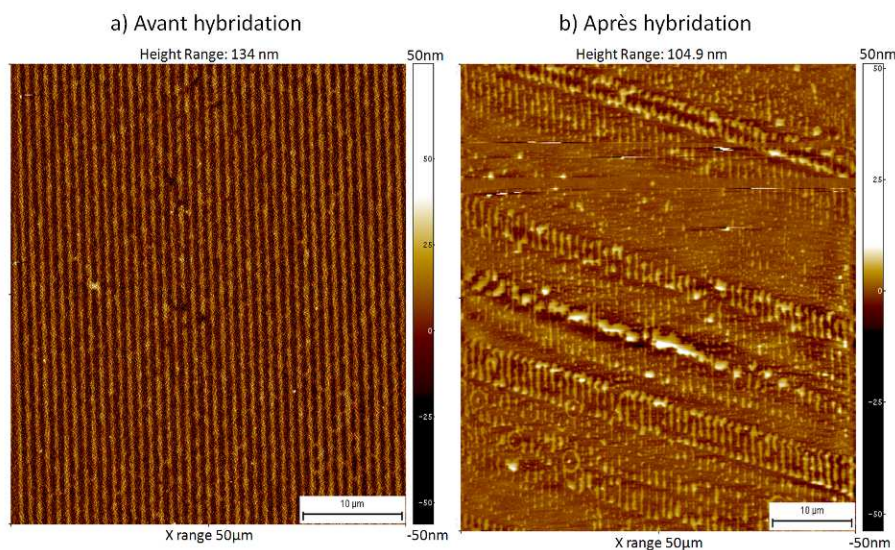 a) Avant hybridation
Height Range: 134 nm
50nm
50
25
0
-25
-50
-50nm
10 µm
X range 50µm
b) Après hybridation
Height Range: 104.9 nm
50nm
50
25
0
-25
-50
-50nm
10 µm
X range 50µm